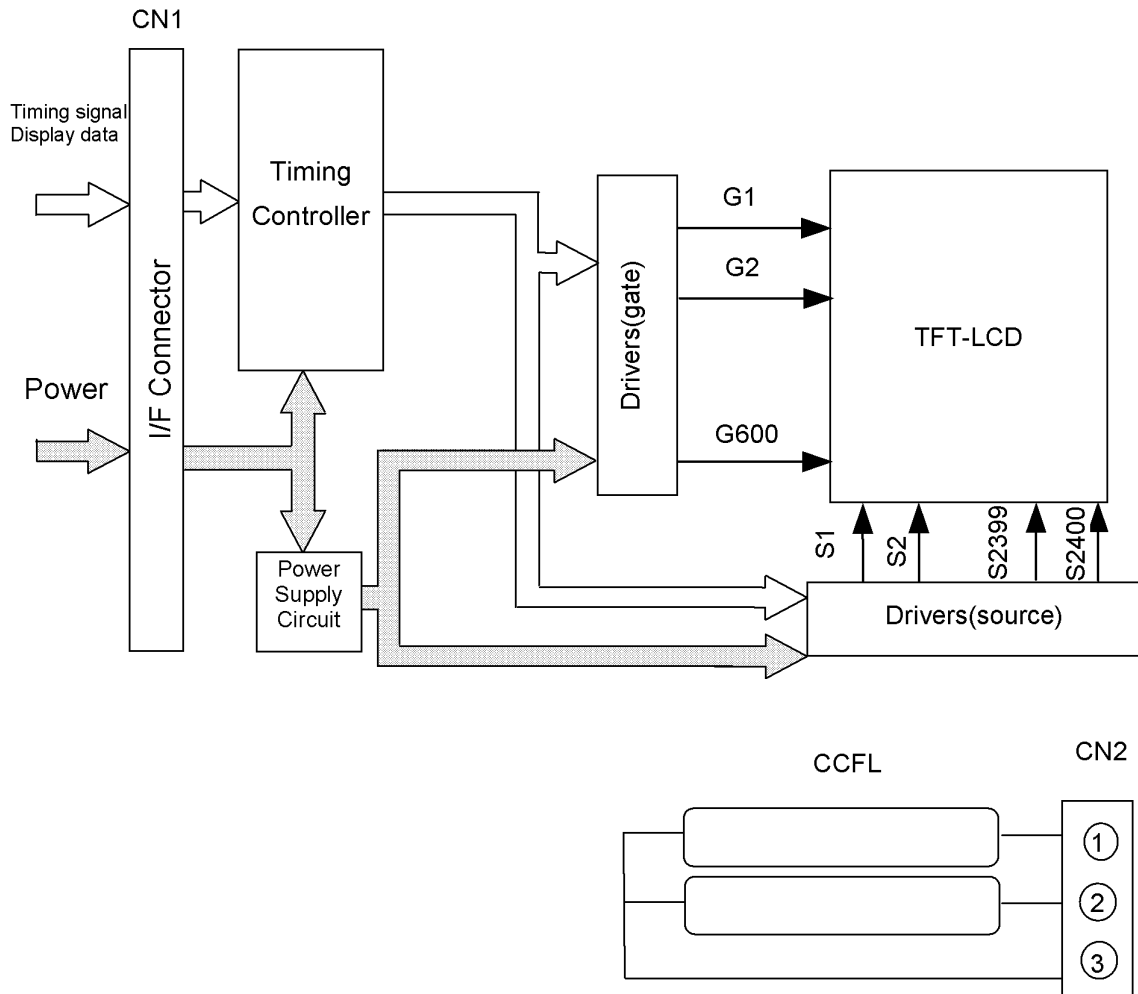 CN1
Timing signal
Display data
I/F Connector
Timing
Controller
Power
Power
Supply
Circuit
Drivers(gate)
G1
G2
G600
TFT-LCD
S1
S2
S2399
S2400
Drivers(source)
CCFL
CN2
1
2
3